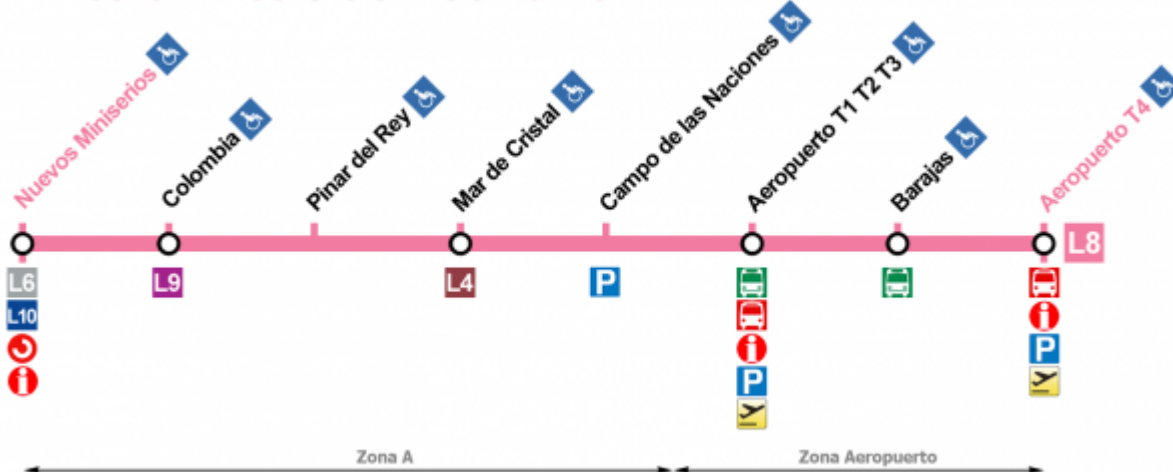 Nuevos Miniserios
Colombia
Pinar del Rey
Mar de Cristal
Campo de las Naciones
Aeropuerto T1 T2 T3
Barajas
Aeropuerto T4
L8
L6
L10
i
L9
L4
P
i
P
i
P
Zona A
Zona Aeropuerto